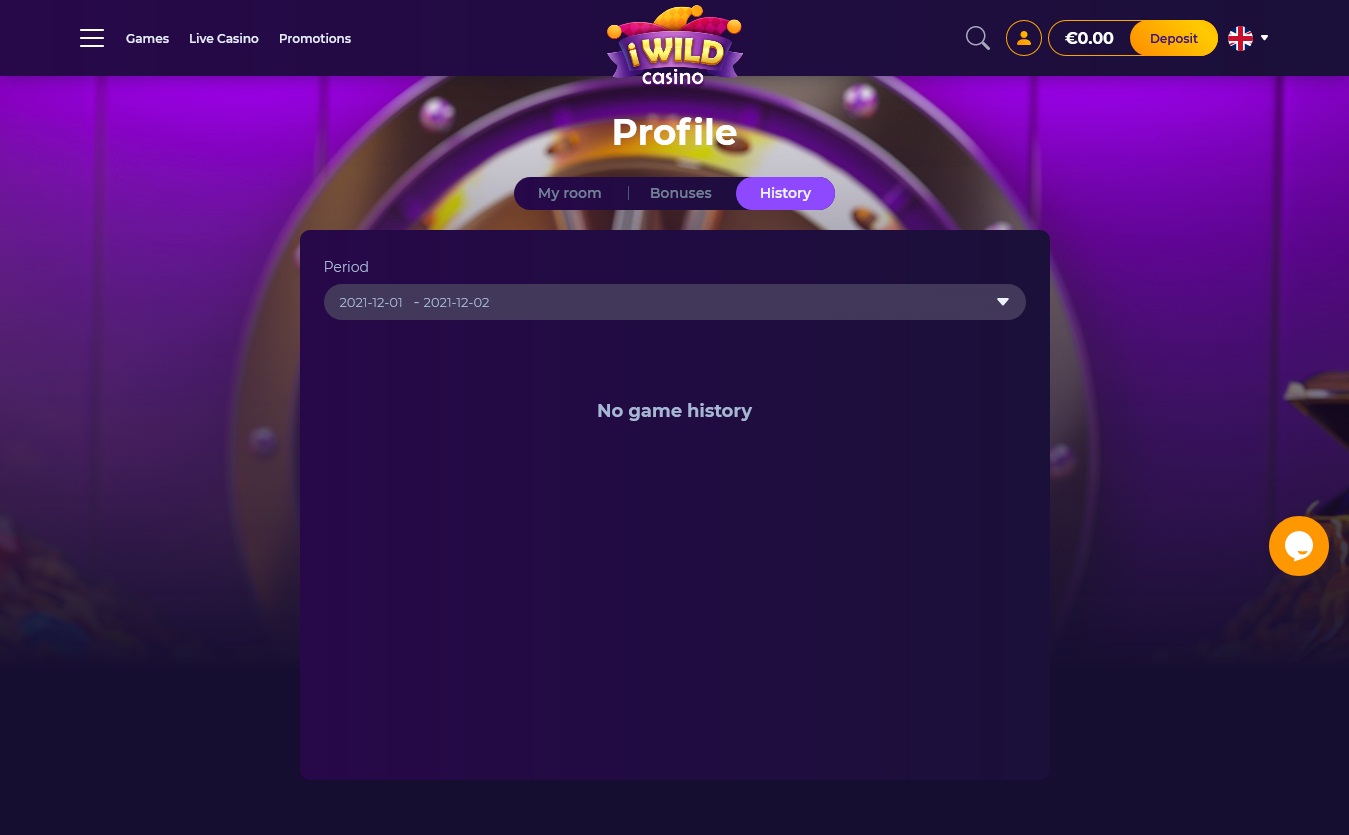 Games Live Casino Promotions
i WILD
casino
€0.00 Deposit
Profile
My room Bonuses History
Period
2021-12-01 - 2021-12-02
No game history